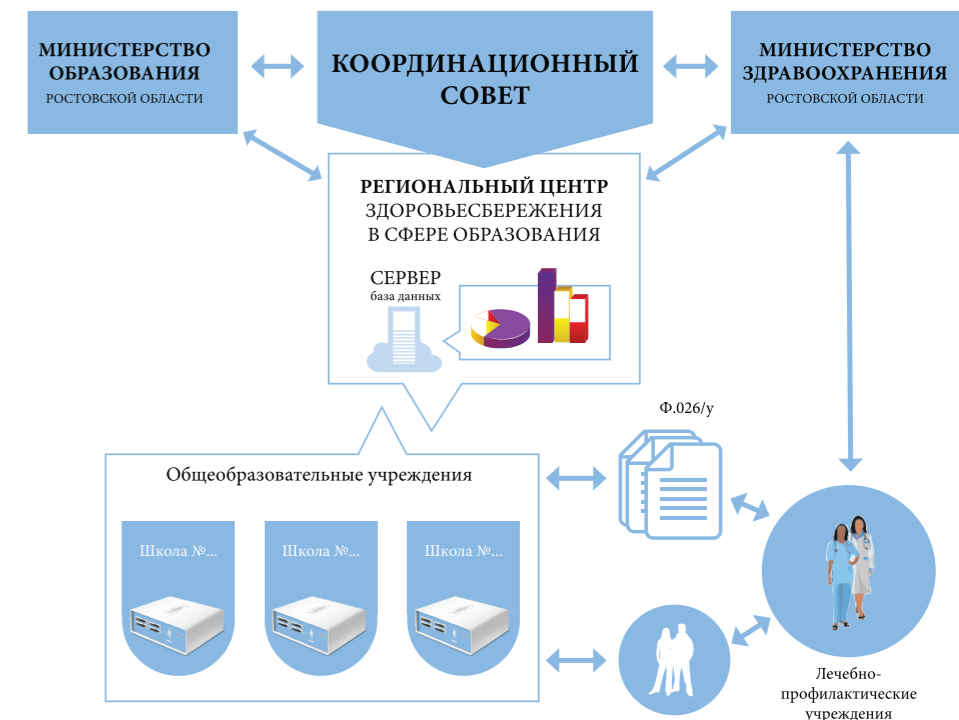 МИНИСТЕРСТВО
ОБРАЗОВАНИЯ
РОСТОВСКОЙ ОБЛАСТИ
КООРДИНАЦИОННЫЙ
СОВЕТ
МИНИСТЕРСТВО
ЗДРАВООХРАНЕНИЯ
РОСТОВСКОЙ ОБЛАСТИ
РЕГИОНАЛЬНЫЙ ЦЕНТР
ЗДОРОВЬЕСБЕРЕЖЕНИЯ
В СФЕРЕ ОБРАЗОВАНИЯ
СЕРВЕР
база данных
Ф.026/у
Общеобразовательные учреждения
Школа №...
Школа №...
Школа №...
Лечебно-
профилактические
учреждения